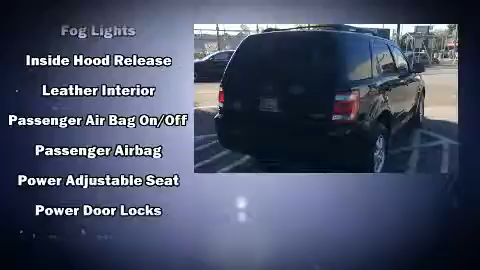 Fog Lights
Inside Hood Release
Leather Interior
Passenger Air Bag On/Off
Passenger Airbag
Power Adjustable Seat
Power Door Locks